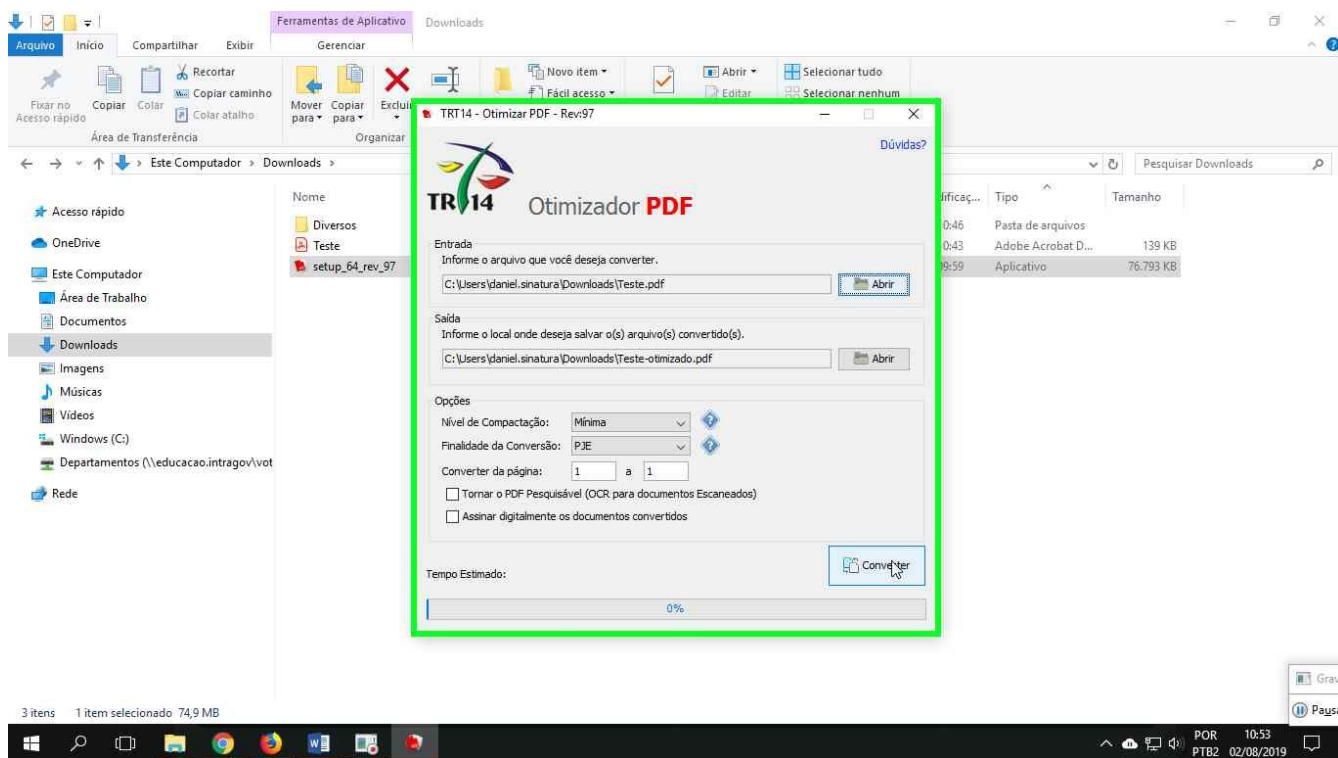 Ferramentas de Aplicativo Downloads
Arquivo Início Compartilhar Exibir Gerenciar
Fixar no Acesso rápido
Copiar
Colar
Recortar
Copiar caminho
Colar atalho
Área de Transferência
Mover para
Copiar para
Organizar
Novo item
Fácil acesso
Abrir
Editar
Selecionar tudo
Selecionar nenhum
Este Computador > Downloads >
Pesquisar Downloads
Acesso rápido
OneDrive
Este Computador
Área de Trabalho
Documentos
Downloads
Imagens
Músicas
Vídeos
Windows (C:)
Departamentos (\\educacao.intragov\vot
Rede
Nome Tipo Tamanho
Diversos 0:46 Pasta de arquivos
Teste 0:43 Adobe Acrobat D... 139 KB
setup_64_rev_97 Aplicativo 76.793 KB
TRT14 - Otimizar PDF - Rev:97
Dúvidas?
TRT14
Otimizador PDF
Entrada
Informe o arquivo que você deseja converter.
C:\Users\daniel.sinatura\Downloads\Teste.pdf Abrir
Saída
Informe o local onde deseja salvar o(s) arquivo(s) convertido(s).
C:\Users\daniel.sinatura\Downloads\Teste-otimizado.pdf Abrir
Opções
Nível de Compactação: Mínima
Finalidade da Conversão: PJE
Converter da página: 1 a 1
Tornar o PDF Pesquisável (OCR para documentos Escaneados)
Assinar digitalmente os documentos convertidos
Converter
Tempo Estimado:
0%
3 itens 1 item selecionado 74,9 MB
POR 10:53
PTB2 02/08/2019